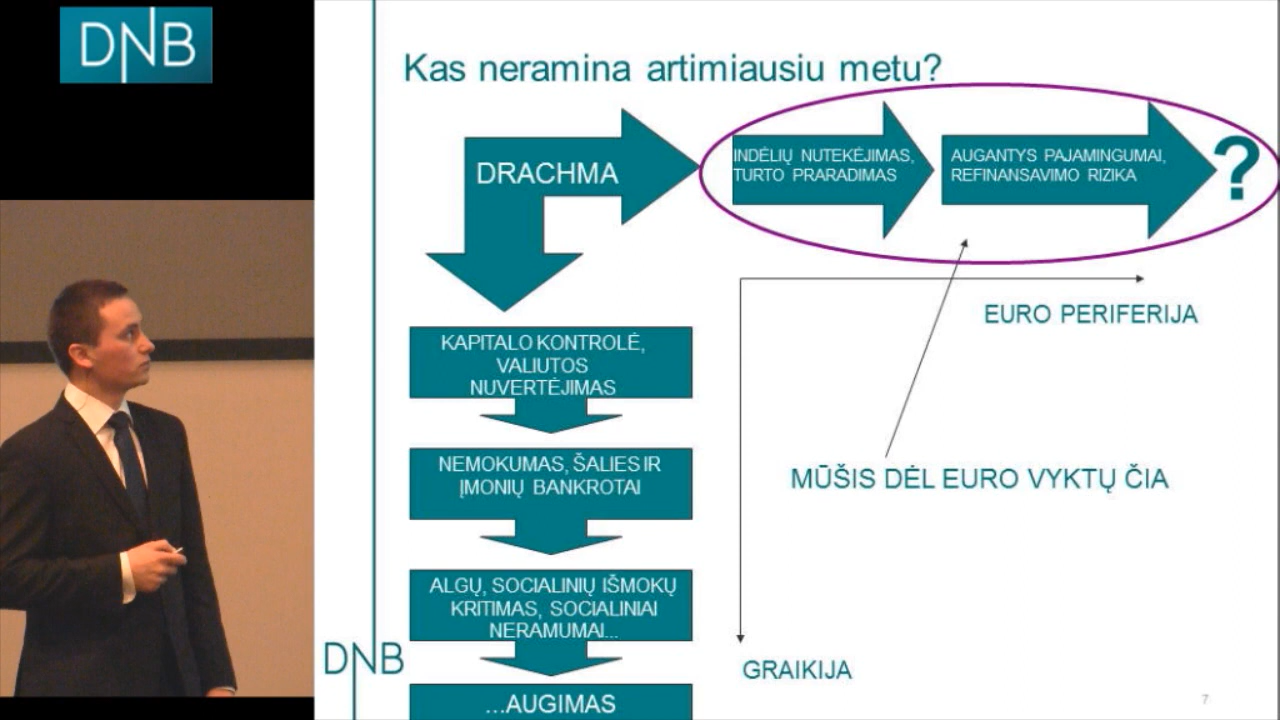 DNB
Kas neramina artimiausiu metu?
DRACHMA
INDĖLIŲ NUTEKĖJIMAS,
TURTO PRARADIMAS
AUGANTYS PAJAMINGUMAI,
REFINANSAVIMO RIZIKA
?
EURO PERIFERIJA
KAPITALO KONTROLĖ,
VALIUTOS
NUVERTĖJIMAS
NEMOKUMAS, ŠALIES IR
ĮMONIŲ BANKROTAI
MŪŠIS DĖL EURO VYKTŲ ČIA
ALGŲ, SOCIALINIŲ IŠMOKŲ
KRITIMAS, SOCIALINIAI
NERAMUMAI...
DNB
GRAIKIJA
...AUGIMAS
7